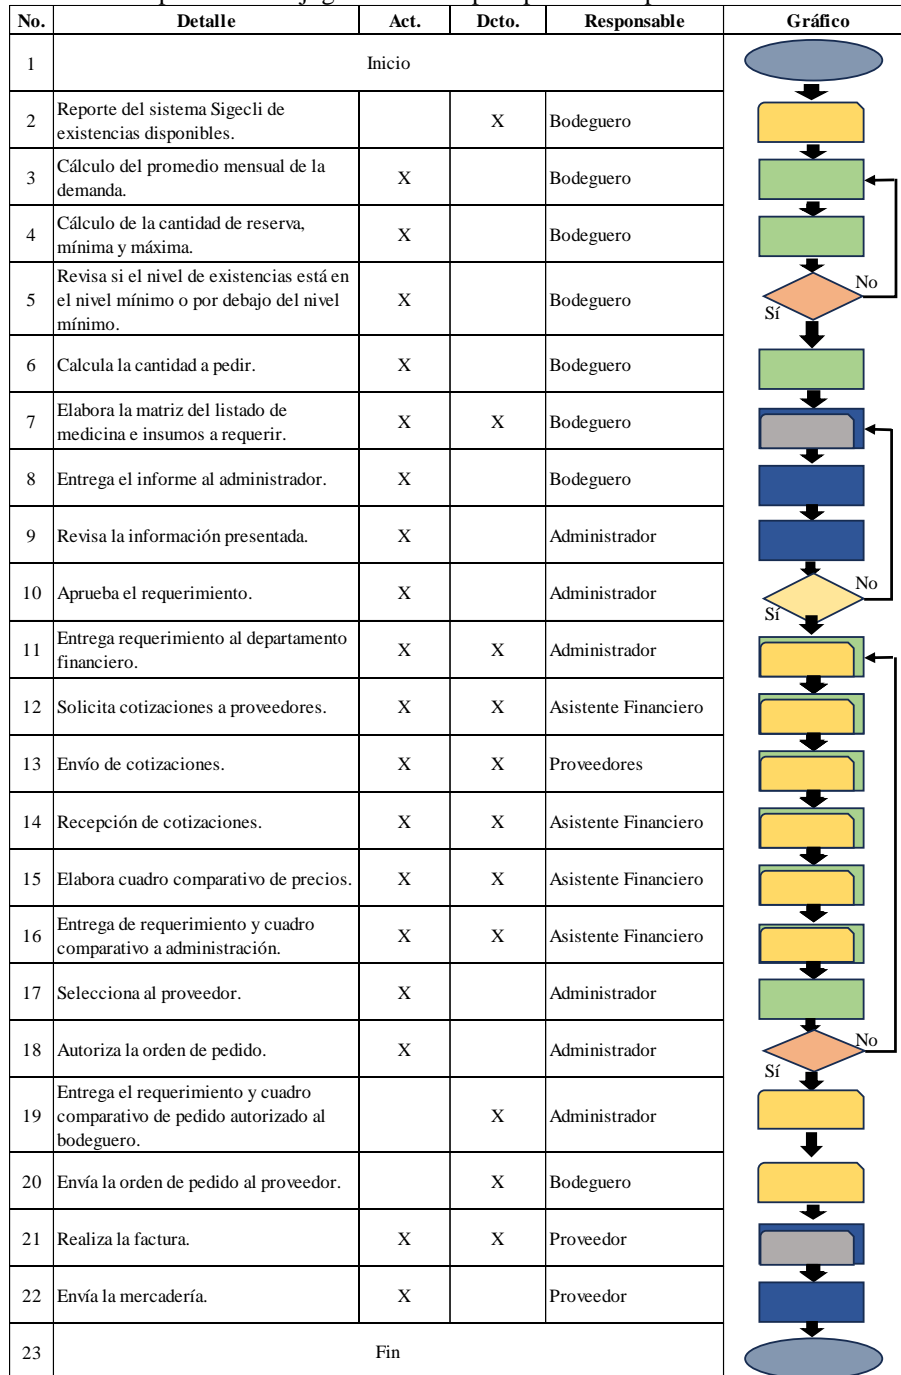 No. Detalle Act. Dcto. Responsable Gráfico
1 Inicio
2 Reporte del sistema Sigecli de
existencias disponibles. X Bodeguero
3 Cálculo del promedio mensual de la
demanda. X Bodeguero
4 Cálculo de la cantidad de reserva,
mínima y máxima. X Bodeguero
5 Revisa si el nivel de existencias está en
el nivel mínimo o por debajo del nivel
mínimo. X Bodeguero
No
Sí
6 Calcula la cantidad a pedir. X Bodeguero
7 Elabora la matriz del listado de
medicina e insumos a requerir. X X Bodeguero
8 Entrega el informe al administrador. X Bodeguero
9 Revisa la información presentada. X Administrador
10 Aprueba el requerimiento. X Administrador
No
Sí
11 Entrega requerimiento al departamento
financiero. X X Administrador
12 Solicita cotizaciones a proveedores. X X Asistente Financiero
13 Envío de cotizaciones. X X Proveedores
14 Recepción de cotizaciones. X X Asistente Financiero
15 Elabora cuadro comparativo de precios. X X Asistente Financiero
16 Entrega de requerimiento y cuadro
comparativo a administración. X X Asistente Financiero
17 Selecciona al proveedor. X Administrador
18 Autoriza la orden de pedido. X Administrador
No
Sí
19 Entrega el requerimiento y cuadro
comparativo de pedido autorizado al
bodeguero. X Administrador
20 Envía la orden de pedido al proveedor. X Bodeguero
21 Realiza la factura. X X Proveedor
22 Envía la mercadería. X Proveedor
23 Fin